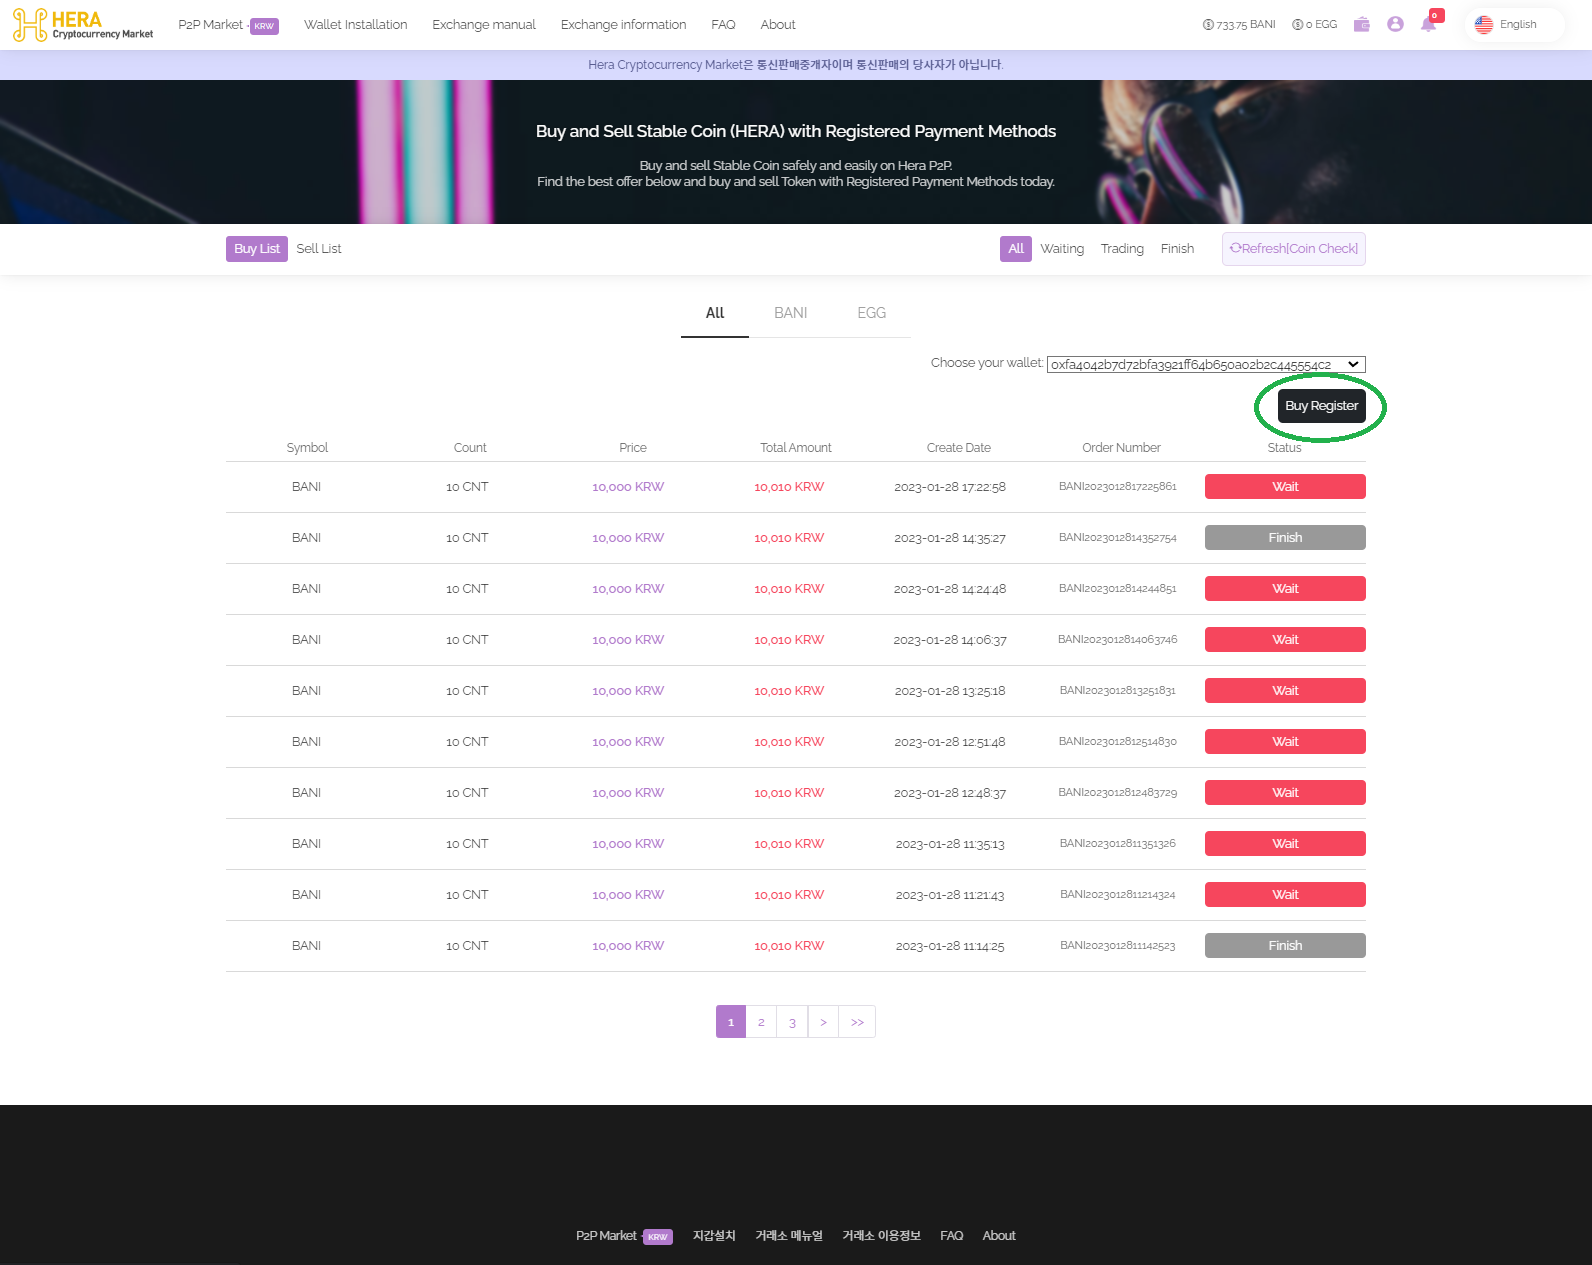 HERA
Cryptocurrency Market
P2P Market · KRW
Wallet Installation
Exchange manual
Exchange information
FAQ
About
733.75 BANI
0 EGG
0
English
Hera Cryptocurrency Market은 통신판매중개자이며 통신판매의 당사자가 아닙니다.
Buy and Sell Stable Coin (HERA) with Registered Payment Methods
Buy and sell Stable Coin safely and easily on Hera P2P.
Find the best offer below and buy and sell Token with Registered Payment Methods today.
Buy List Sell List
All Waiting Trading Finish Refresh[Coin Check]
All BANI EGG
Choose your wallet: 0xfa4042b7d72bfa3921ff64b650a02b2c445554c2
Buy Register
Symbol Count Price Total Amount Create Date Order Number Status
BANI 10 CNT 10,000 KRW 10,010 KRW 2023-01-28 17:22:58 BANI2023012817225861 Wait
BANI 10 CNT 10,000 KRW 10,010 KRW 2023-01-28 14:35:27 BANI2023012814352754 Finish
BANI 10 CNT 10,000 KRW 10,010 KRW 2023-01-28 14:24:48 BANI2023012814244851 Wait
BANI 10 CNT 10,000 KRW 10,010 KRW 2023-01-28 14:06:37 BANI2023012814063746 Wait
BANI 10 CNT 10,000 KRW 10,010 KRW 2023-01-28 13:25:18 BANI2023012813251831 Wait
BANI 10 CNT 10,000 KRW 10,010 KRW 2023-01-28 12:51:48 BANI2023012812514830 Wait
BANI 10 CNT 10,000 KRW 10,010 KRW 2023-01-28 12:48:37 BANI2023012812483729 Wait
BANI 10 CNT 10,000 KRW 10,010 KRW 2023-01-28 11:35:13 BANI2023012811351326 Wait
BANI 10 CNT 10,000 KRW 10,010 KRW 2023-01-28 11:21:43 BANI2023012811214324 Wait
BANI 10 CNT 10,000 KRW 10,010 KRW 2023-01-28 11:14:25 BANI2023012811142523 Finish
1 2 3 > >>
P2P Market · KRW 지갑설치 거래소 메뉴얼 거래소 이용정보 FAQ About